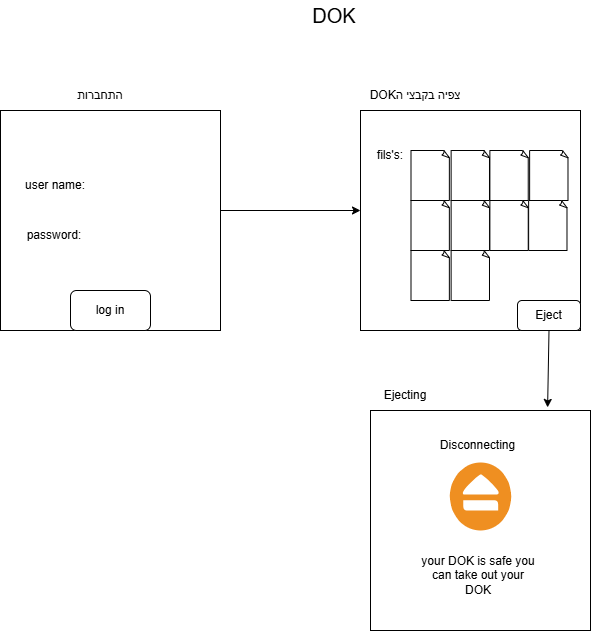 DOK
התחברות
user name:
password:
log in
צפיה בקבצי הDOK
fils's:
Eject
Ejecting
Disconnecting
your DOK is safe you
can take out your
DOK